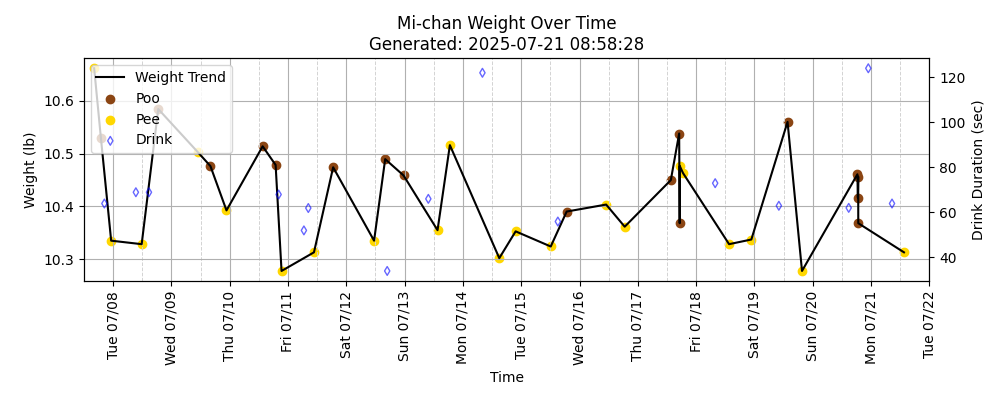 Mi-chan Weight Over Time
Generated: 2025-07-21 08:58:28
Weight Trend
Poo
Pee
Drink
Weight (lb)
10.6
10.5
10.4
10.3
Drink Duration (sec)
120
100
80
60
40
Tue 07/08
Wed 07/09
Thu 07/10
Fri 07/11
Sat 07/12
Sun 07/13
Mon 07/14
Tue 07/15
Wed 07/16
Thu 07/17
Fri 07/18
Sat 07/19
Sun 07/20
Mon 07/21
Tue 07/22
Time